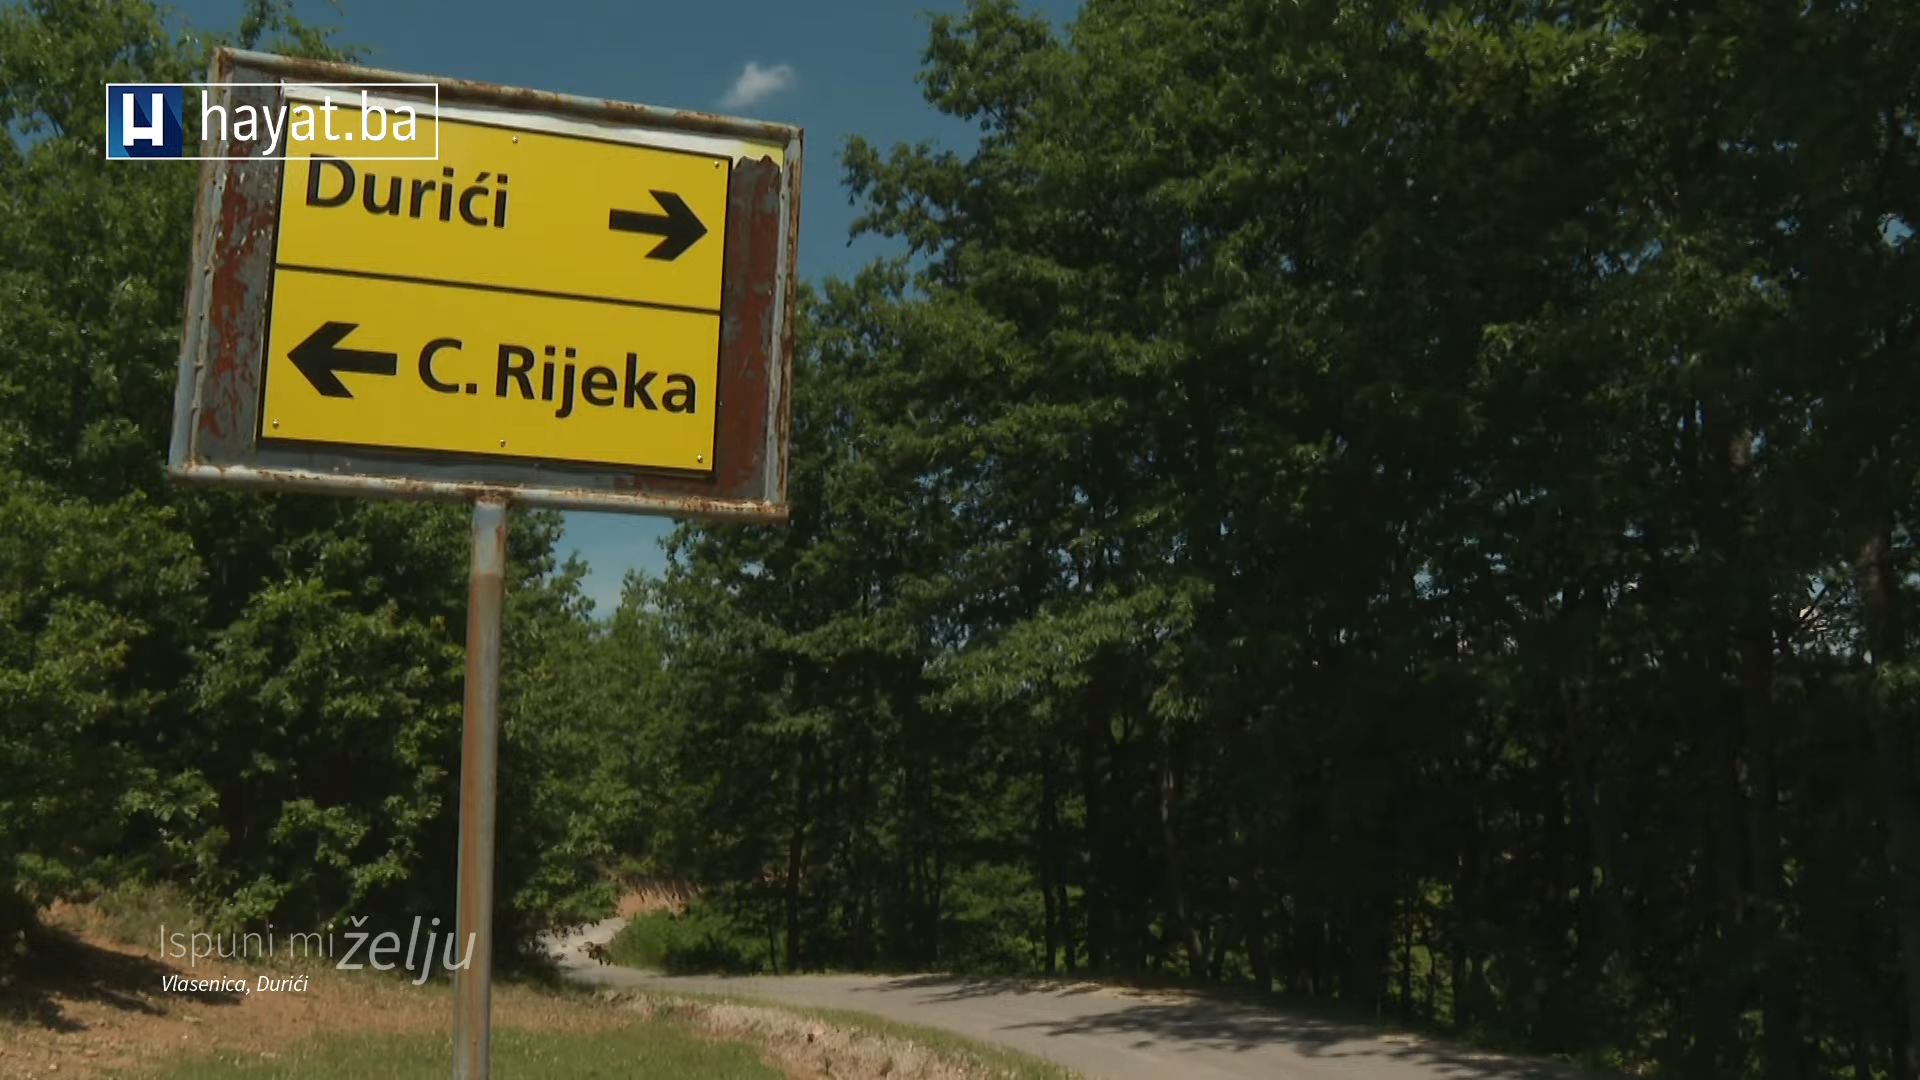 hayat.ba
Durići
C. Rijeka
Ispuni mi želju
Vlasenica, Durići